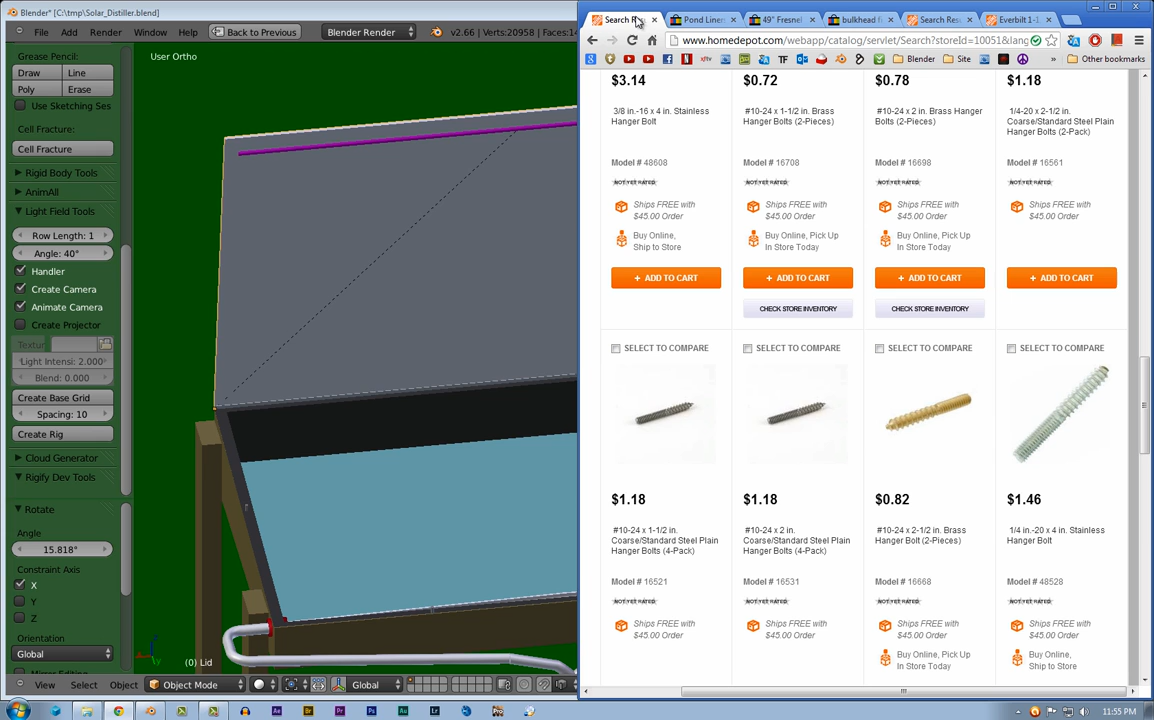 Blender* [C:\tmp\Solar_Distiller.blend]
File Add Render Window Help Back to Previous Blender Render v2.66 | Verts:20958 | Faces:14
Grease Pencil:
Draw Line
Poly Erase
Use Sketching Ses
Cell Fracture:
Cell Fracture
Rigid Body Tools
AnimAll
Light Field Tools
Row Length: 1
Angle: 40°
Handler
Create Camera
Animate Camera
Create Projector
Textur
Light Intensi: 2.000
Blend: 0.000
Create Base Grid
Spacing: 10
Create Rig
Cloud Generator
Rigify Dev Tools
Rotate
Angle
15.818°
Constraint Axis
X
Y
Z
Orientation
Global
User Ortho
(0) Lid
View Select Object Object Mode Global
Search R Pond Liner 49" Fresnel bulkhead f Search Res Everbilt 1-1
www.homedepot.com/webapp/catalog/servlet/Search?storeId=10051&lang
TF Blender Site Other bookmarks
$3.14 $0.72 $0.78 $1.18
3/8 in.-16 x 4 in. Stainless #10-24 x 1-1/2 in. Brass #10-24 x 2 in. Brass Hanger 1/4-20 x 2-1/2 in.
Hanger Bolt Hanger Bolts (2-Pieces) Bolts (2-Pieces) Coarse/Standard Steel Plain
Hanger Bolts (2-Pack)
Model # 48608 Model # 16708 Model # 16698 Model # 16561
NOT YET RATED NOT YET RATED NOT YET RATED NOT YET RATED
Ships FREE with Ships FREE with Ships FREE with Ships FREE with
$45.00 Order $45.00 Order $45.00 Order $45.00 Order
Buy Online, Buy Online, Pick Up Buy Online, Pick Up
Ship to Store In Store Today In Store Today
+ ADD TO CART + ADD TO CART + ADD TO CART + ADD TO CART
CHECK STORE INVENTORY CHECK STORE INVENTORY
SELECT TO COMPARE SELECT TO COMPARE SELECT TO COMPARE SELECT TO COMPARE
$1.18 $1.18 $0.82 $1.46
#10-24 x 1-1/2 in. #10-24 x 2 in. #10-24 x 2-1/2 in. Brass 1/4 in.-20 x 4 in. Stainless
Coarse/Standard Steel Plain Coarse/Standard Steel Plain Hanger Bolt (2-Pieces) Hanger Bolt
Hanger Bolts (4-Pack) Hanger Bolts (4-Pack)
Model # 16521 Model # 16531 Model # 16668 Model # 48528
NOT YET RATED NOT YET RATED NOT YET RATED NOT YET RATED
Ships FREE with Ships FREE with Ships FREE with Ships FREE with
$45.00 Order $45.00 Order $45.00 Order $45.00 Order
Buy Online, Pick Up Buy Online,
In Store Today Ship to Store
Ae Br Pr Ps Au Lr Pro 11:55 PM